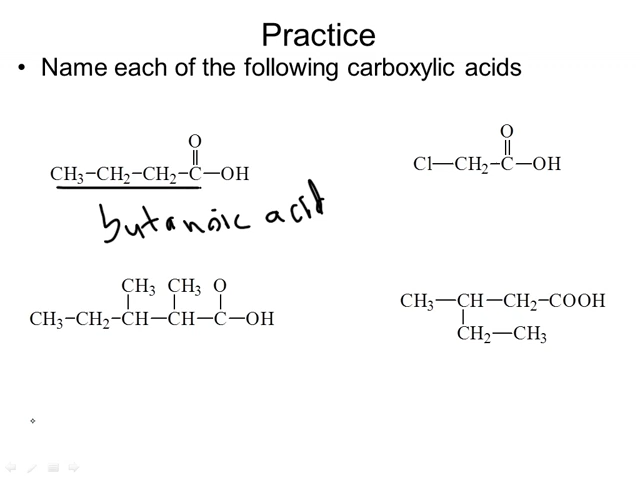 Practice
• Name each of the following carboxylic acids
O
CH₃–CH₂–CH₂–C–OH
butanoic acid
O
Cl–CH₂–C–OH
CH₃ CH₃ O
CH₃–CH₂–CH–CH–C–OH
CH₃–CH–CH₂–COOH
CH₂–CH₃